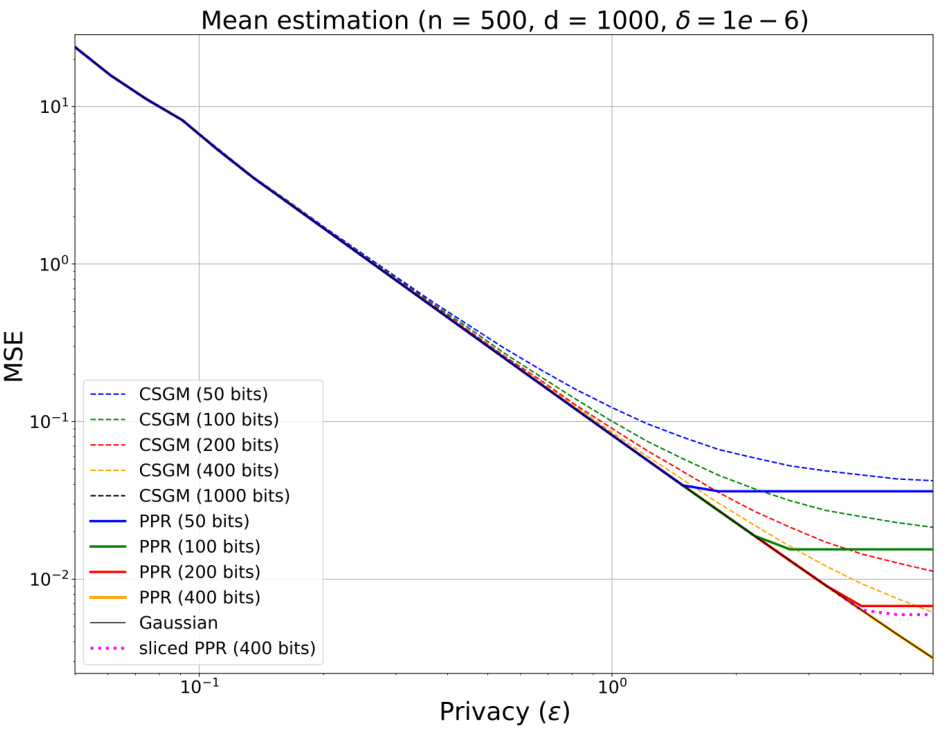 Mean estimation (n = 500, d = 1000, δ = 1e − 6)
MSE
10¹
10⁰
10⁻¹
10⁻²
CSGM (50 bits)
CSGM (100 bits)
CSGM (200 bits)
CSGM (400 bits)
CSGM (1000 bits)
PPR (50 bits)
PPR (100 bits)
PPR (200 bits)
PPR (400 bits)
Gaussian
sliced PPR (400 bits)
10⁻¹
10⁰
Privacy (ε)